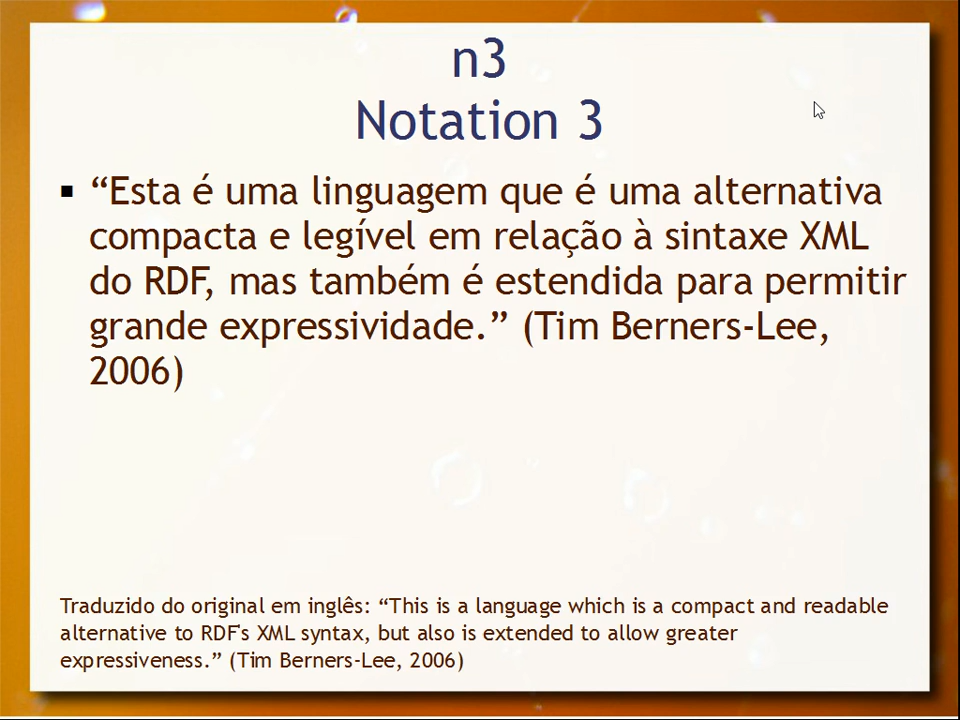 n3
Notation 3
▪ “Esta é uma linguagem que é uma alternativa
compacta e legível em relação à sintaxe XML
do RDF, mas também é estendida para permitir
grande expressividade.” (Tim Berners-Lee,
2006)
Traduzido do original em inglês: “This is a language which is a compact and readable
alternative to RDF's XML syntax, but also is extended to allow greater
expressiveness.” (Tim Berners-Lee, 2006)